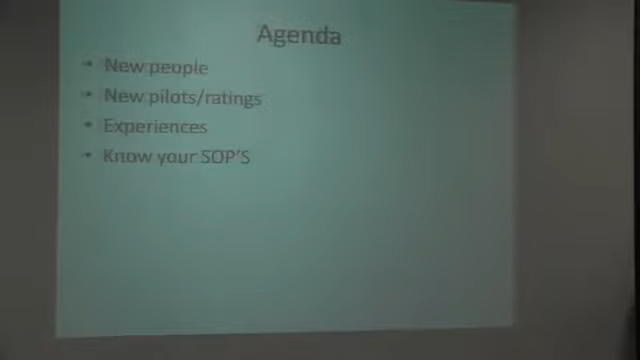 Agenda
• New people
• New pilots/ratings
• Experiences
• Know your SOP'S